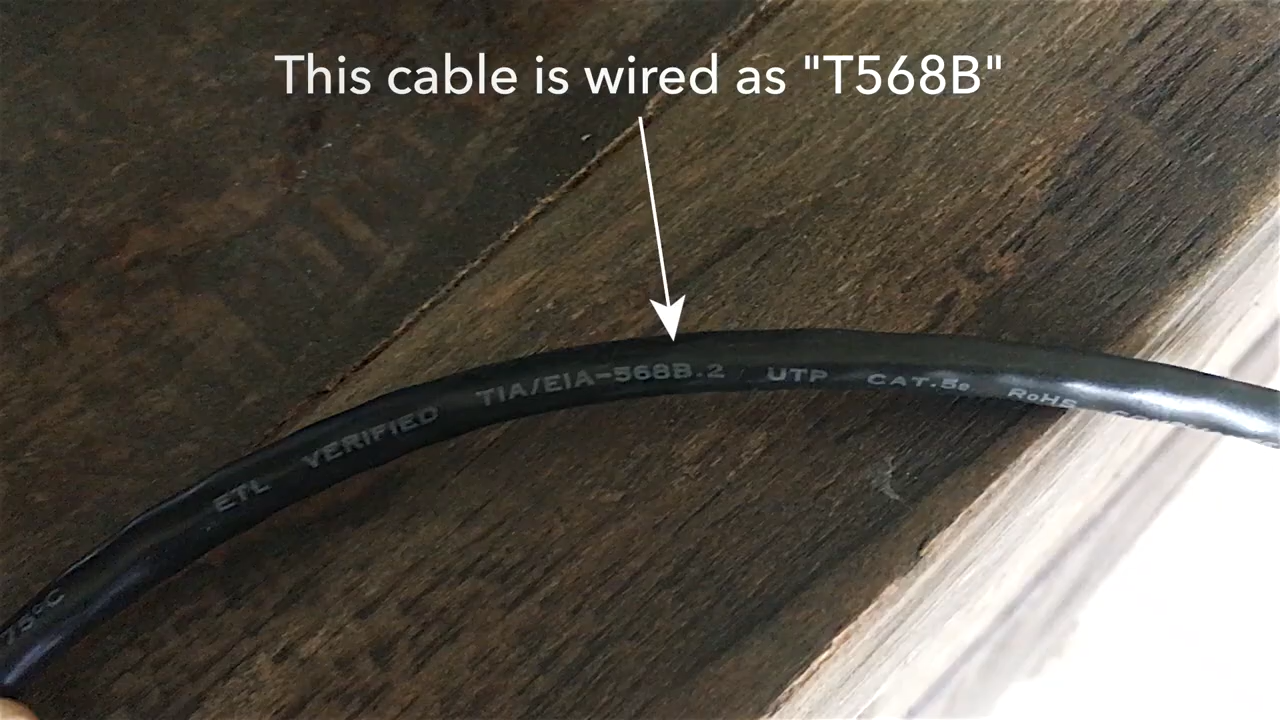 This cable is wired as "T568B"
75°C ETL VERIFIED TIA/EIA-568B.2 UTP CAT.5e RoHS